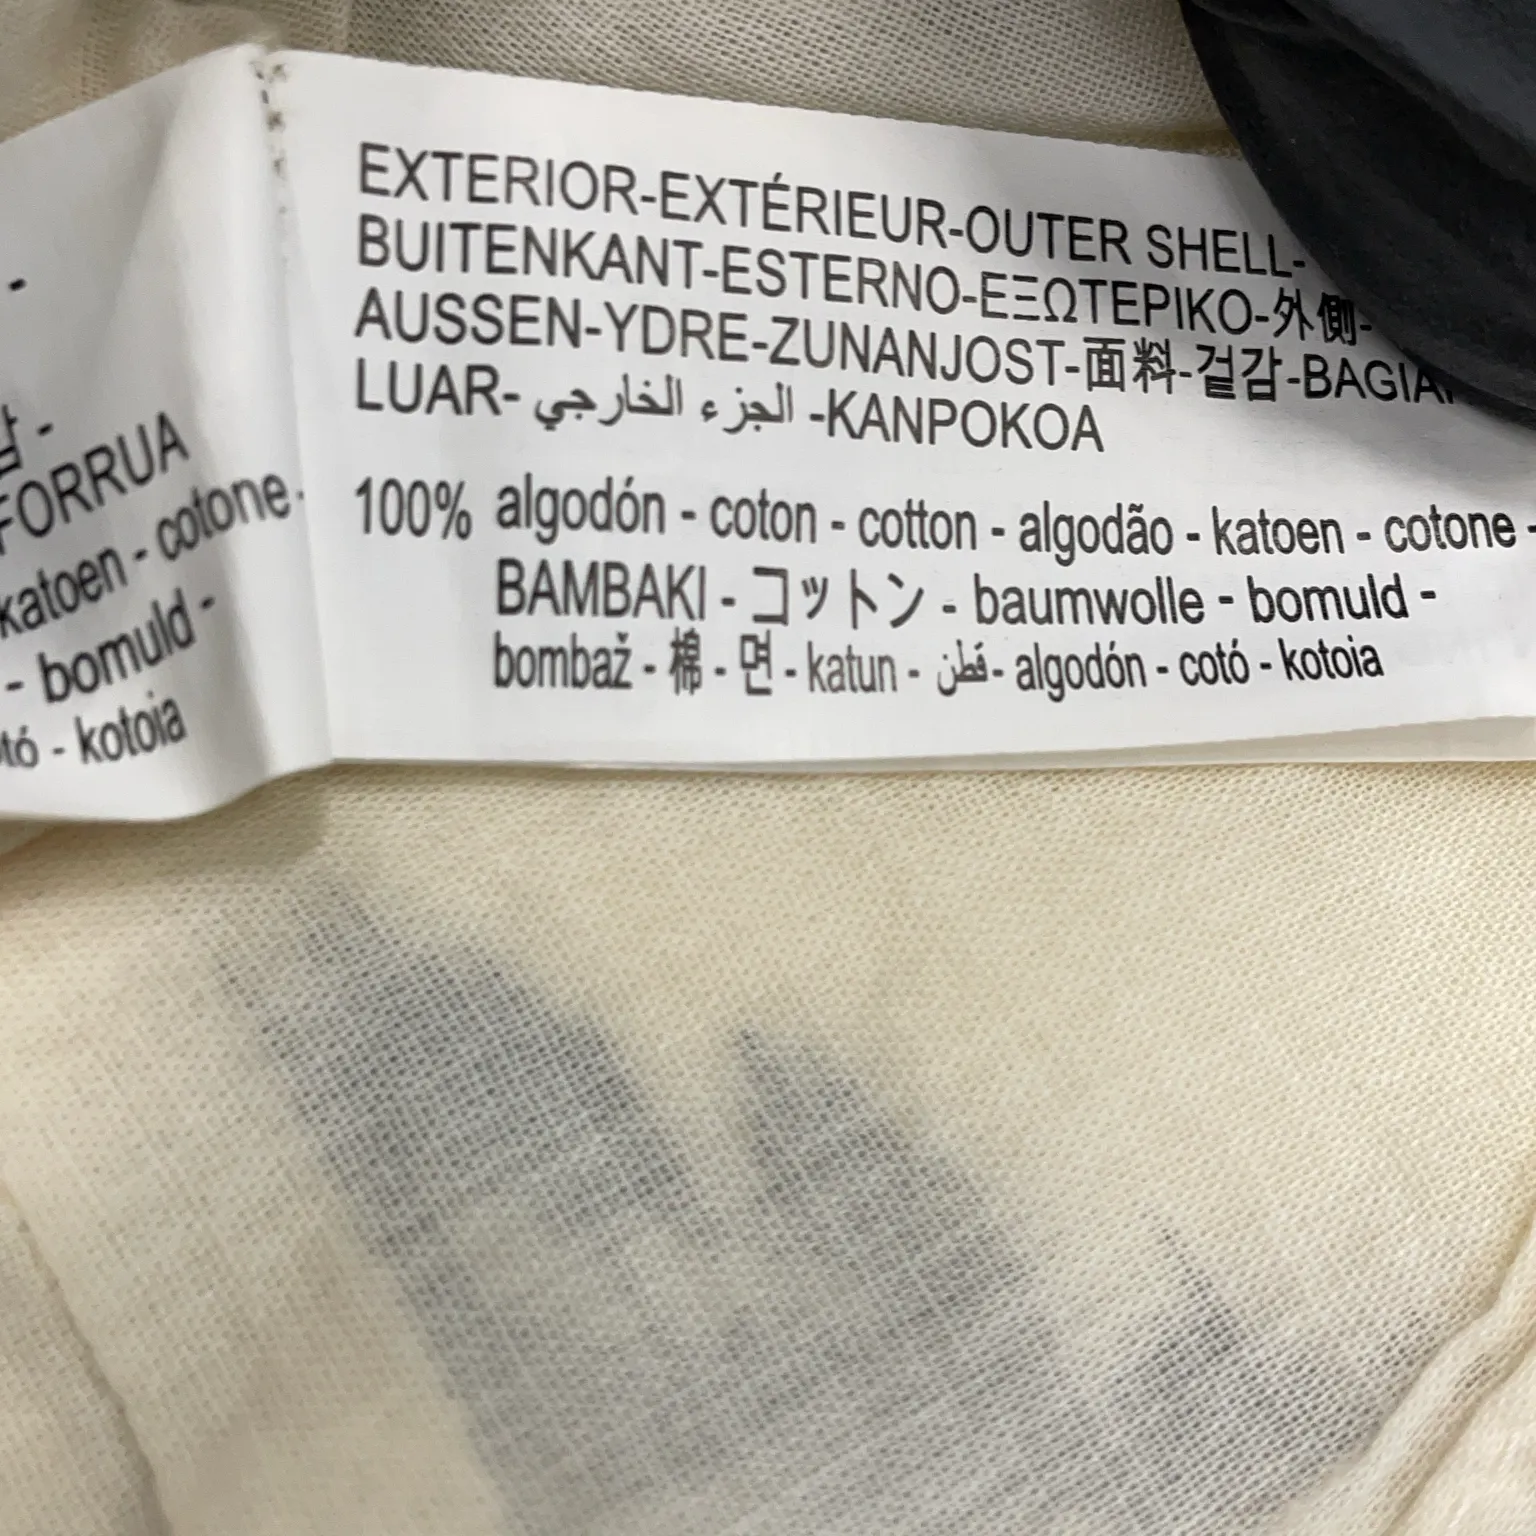 FORRUA
katoen - cotone -
- bomuld -
- kotoia
EXTERIOR-EXTÉRIEUR-OUTER SHELL-
BUITENKANT-ESTERNO-ΕΞΩΤΕΡΙΚΟ-外側-
AUSSEN-YDRE-ZUNANJOST-面料-겉감-
LUAR- الجزء الخارجي -KANPOKOA
100% algodón - coton - cotton - algodão - katoen - cotone -
BAMBAKI - コットン - baumwolle - bomuld -
bombaž - 棉 - 면 - katun - قطن - algodón - cotó - kotoia